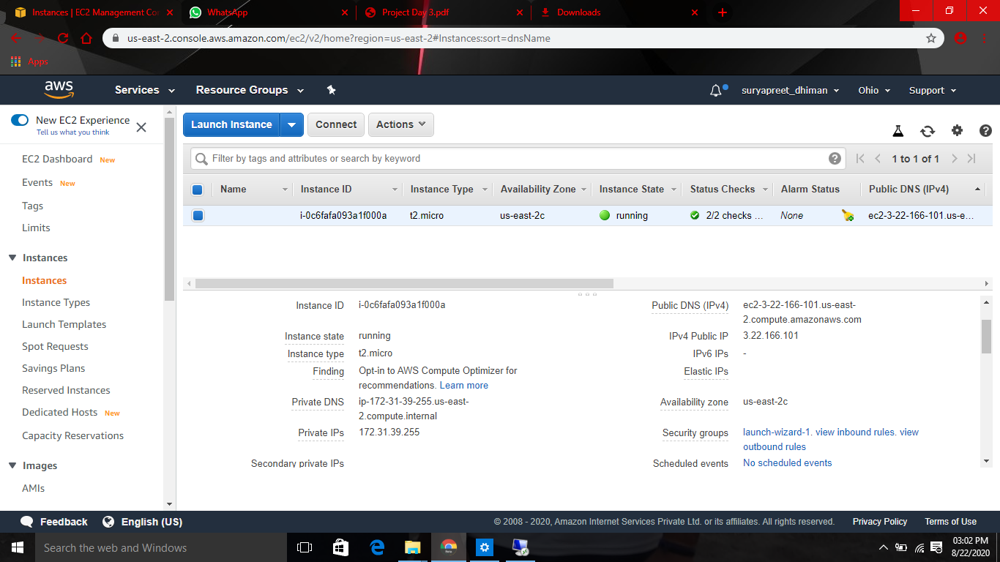 Instances | EC2 Management Co
WhatsApp
Project Day 3.pdf
Downloads
us-east-2.console.aws.amazon.com/ec2/v2/home?region=us-east-2#Instances:sort=dnsName
Apps
aws
Services
Resource Groups
suryapreet_dhiman
Ohio
Support
New EC2 Experience
Tell us what you think
EC2 Dashboard New
Events New
Tags
Limits
Instances
Instances
Instance Types
Launch Templates
Spot Requests
Savings Plans
Reserved Instances
Dedicated Hosts New
Capacity Reservations
Images
AMIs
Launch Instance
Connect
Actions
Filter by tags and attributes or search by keyword
1 to 1 of 1
Name Instance ID Instance Type Availability Zone Instance State Status Checks Alarm Status Public DNS (IPv4)
i-0c6fafa093a1f000a t2.micro us-east-2c running 2/2 checks ... None ec2-3-22-166-101.us-e...
Instance ID i-0c6fafa093a1f000a
Instance state running
Instance type t2.micro
Finding Opt-in to AWS Compute Optimizer for
recommendations. Learn more
Private DNS ip-172-31-39-255.us-east-
2.compute.internal
Private IPs 172.31.39.255
Secondary private IPs
Public DNS (IPv4) ec2-3-22-166-101.us-east-
2.compute.amazonaws.com
IPv4 Public IP 3.22.166.101
IPv6 IPs -
Elastic IPs
Availability zone us-east-2c
Security groups launch-wizard-1. view inbound rules. view
outbound rules
Scheduled events No scheduled events
Feedback
English (US)
© 2008 - 2020, Amazon Internet Services Private Ltd. or its affiliates. All rights reserved.
Privacy Policy
Terms of Use
Search the web and Windows
03:02 PM
8/22/2020